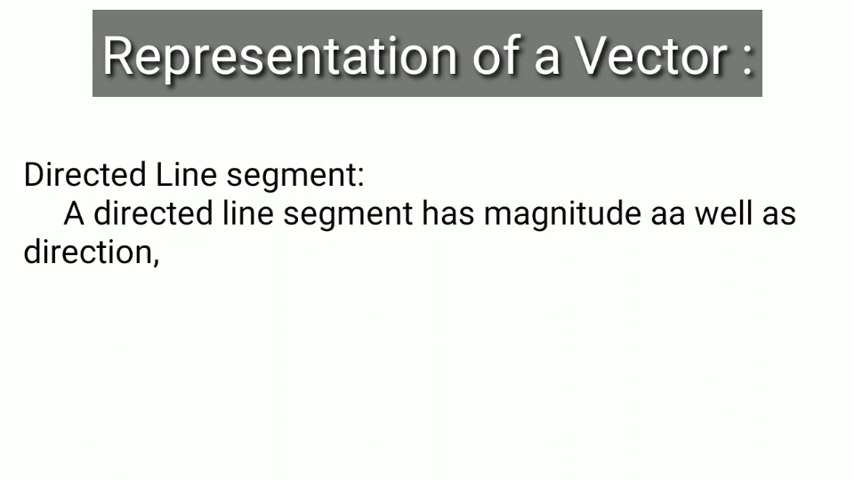 Representation of a Vector :
Directed Line segment:
A directed line segment has magnitude aa well as
direction,